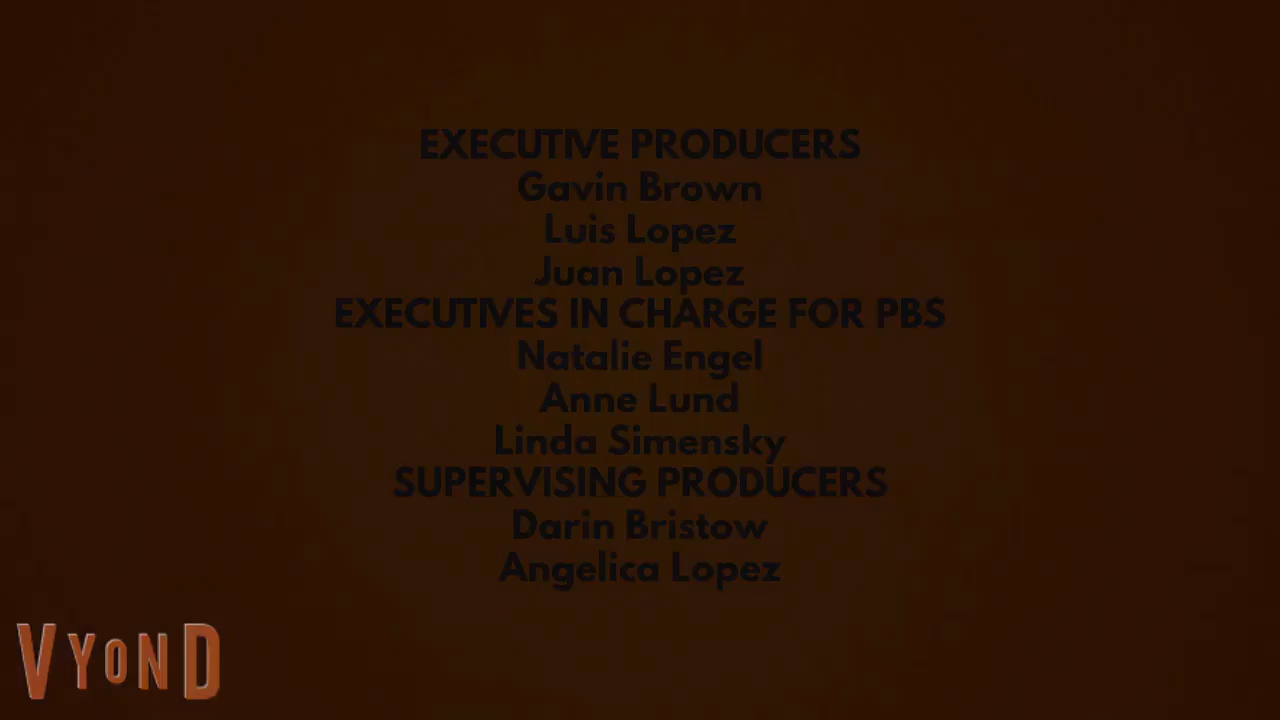 EXECUTIVE PRODUCERS
Gavin Brown
Luis Lopez
Juan Lopez
EXECUTIVES IN CHARGE FOR PBS
Natalie Engel
Anne Lund
Linda Simensky
SUPERVISING PRODUCERS
Darin Bristow
Angelica Lopez
VYOND